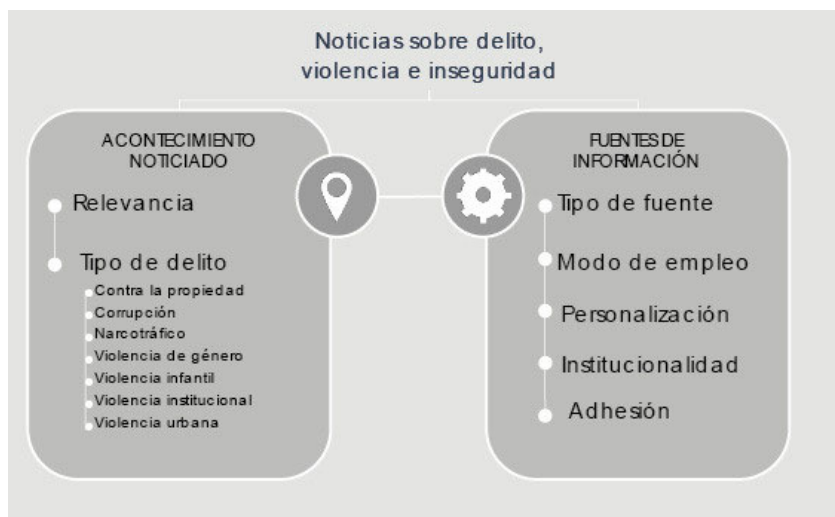 Noticias sobre delito,
violencia e inseguridad
ACONTECIMIENTO
NOTICIADO
Relevancia
Tipo de delito
Contra la propiedad
Corrupción
Narcotráfico
Violencia de género
Violencia infantil
Violencia institucional
Violencia urbana
FUENTES DE
INFORMACIÓN
Tipo de fuente
Modo de empleo
Personalización
Institucionalidad
Adhesión